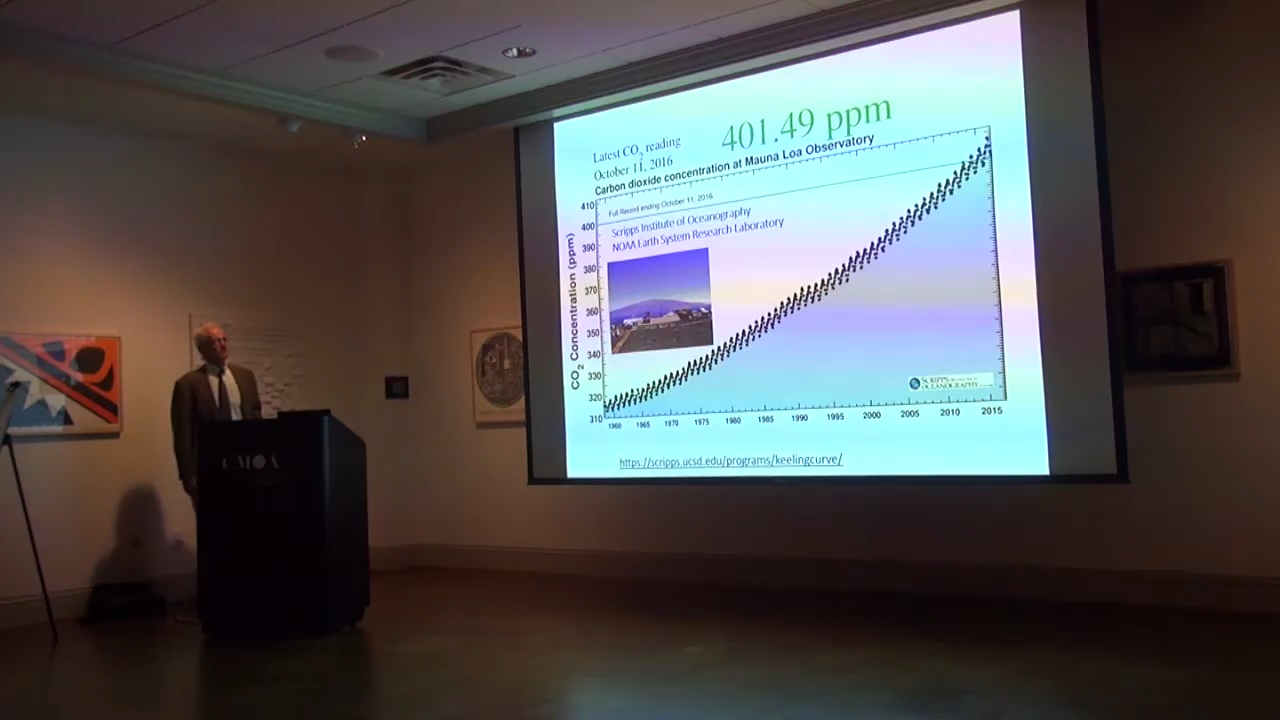 401.49 ppm
Latest CO2 reading
October 11, 2016
Carbon dioxide concentration at Mauna Loa Observatory
Full Record ending October 11, 2016
Scripps Institute of Oceanography
NOAA Earth System Research Laboratory
CO2 Concentration (ppm)
410
400
390
380
370
360
350
340
330
320
310
1960 1965 1970 1975 1980 1985 1990 1995 2000 2005 2010 2015
SCRIPPS
OCEANOGRAPHY
https://scripps.ucsd.edu/programs/keelingcurve/
CMOA